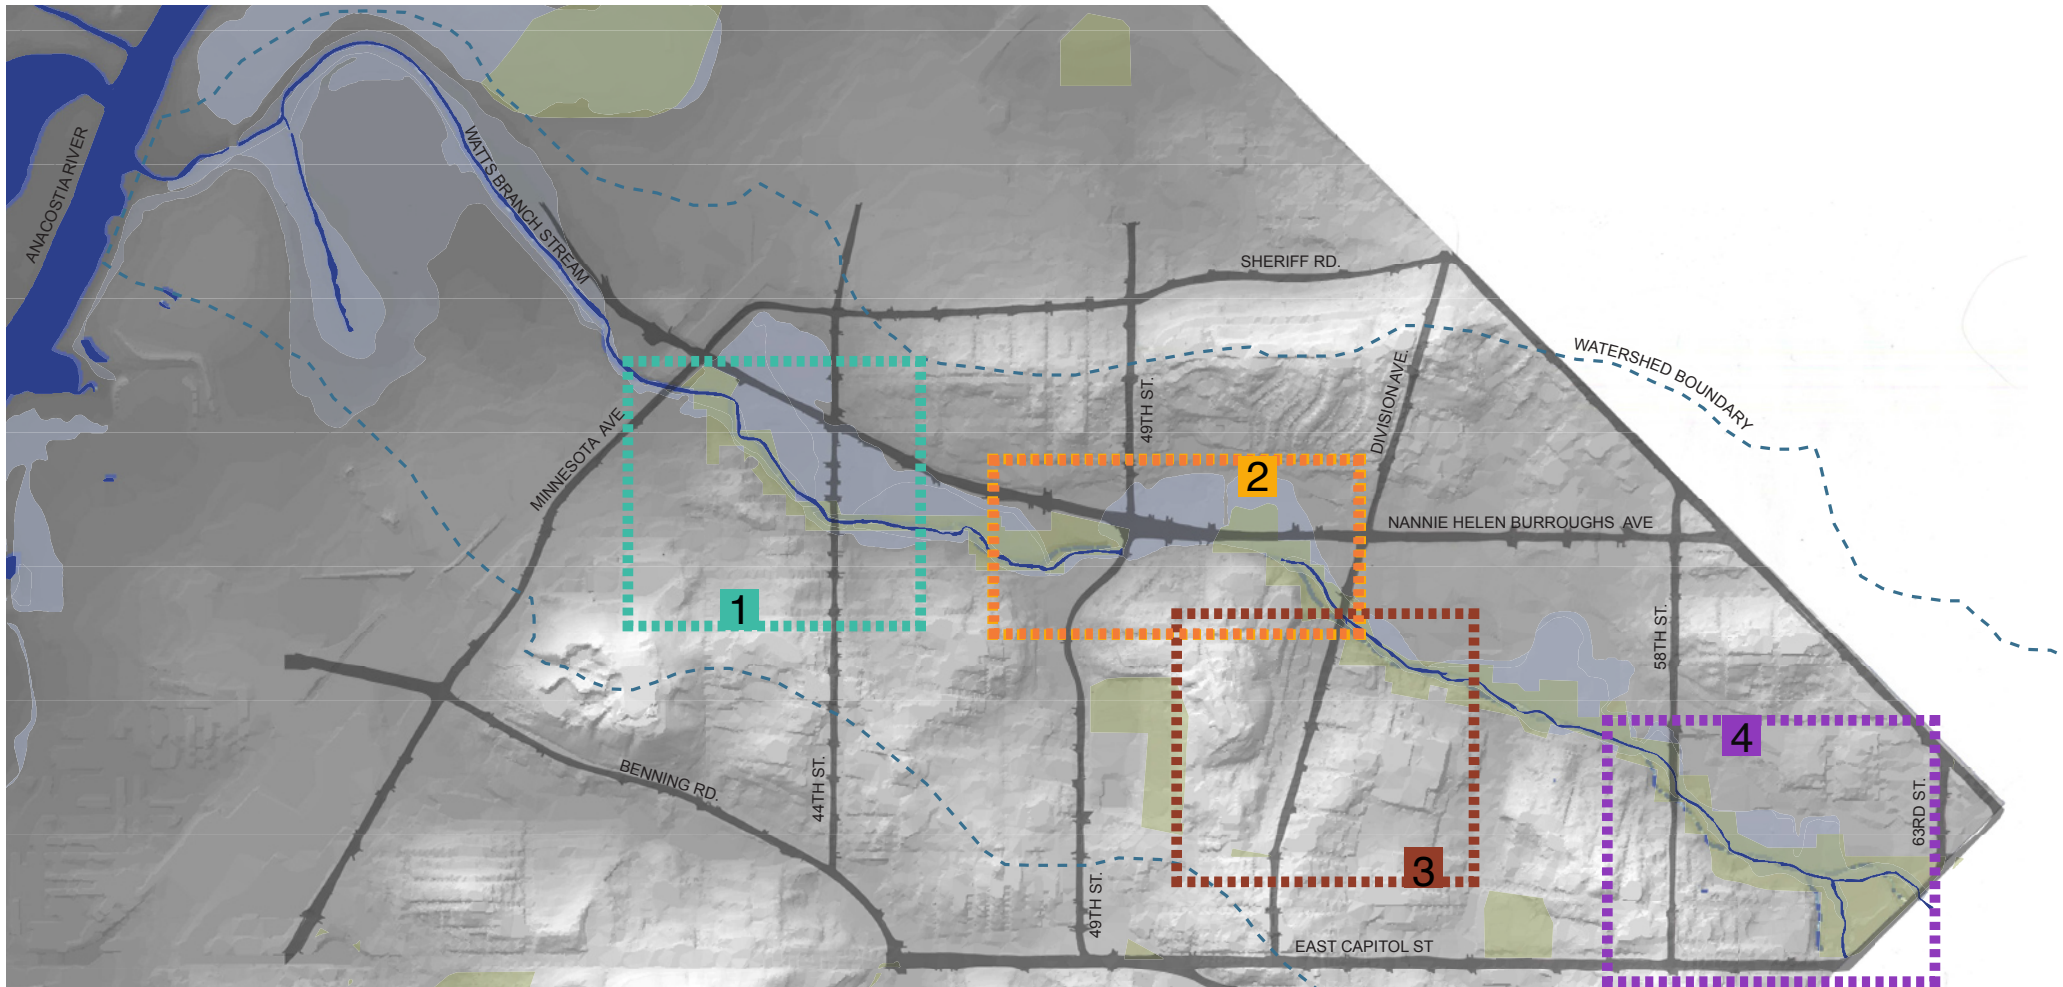 ANACOSTIA RIVER
WATTS BRANCH STREAM
SHERIFF RD.
WATERSHED BOUNDARY
MINNESOTA AVE
49TH ST.
DIVISION AVE.
2
NANNIE HELEN BURROUGHS AVE
1
58TH ST.
BENNING RD.
44TH ST.
4
63RD ST.
3
49TH ST.
EAST CAPITOL ST